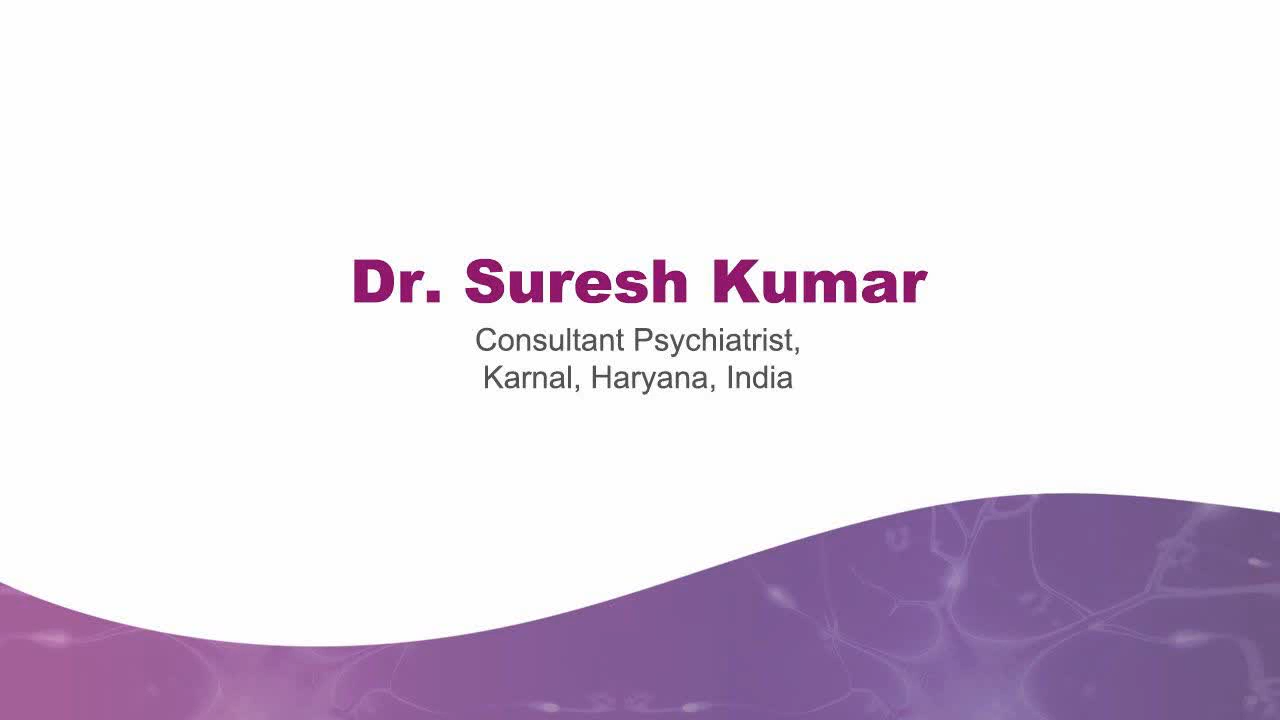 Dr. Suresh Kumar
Consultant Psychiatrist,
Karnal, Haryana, India